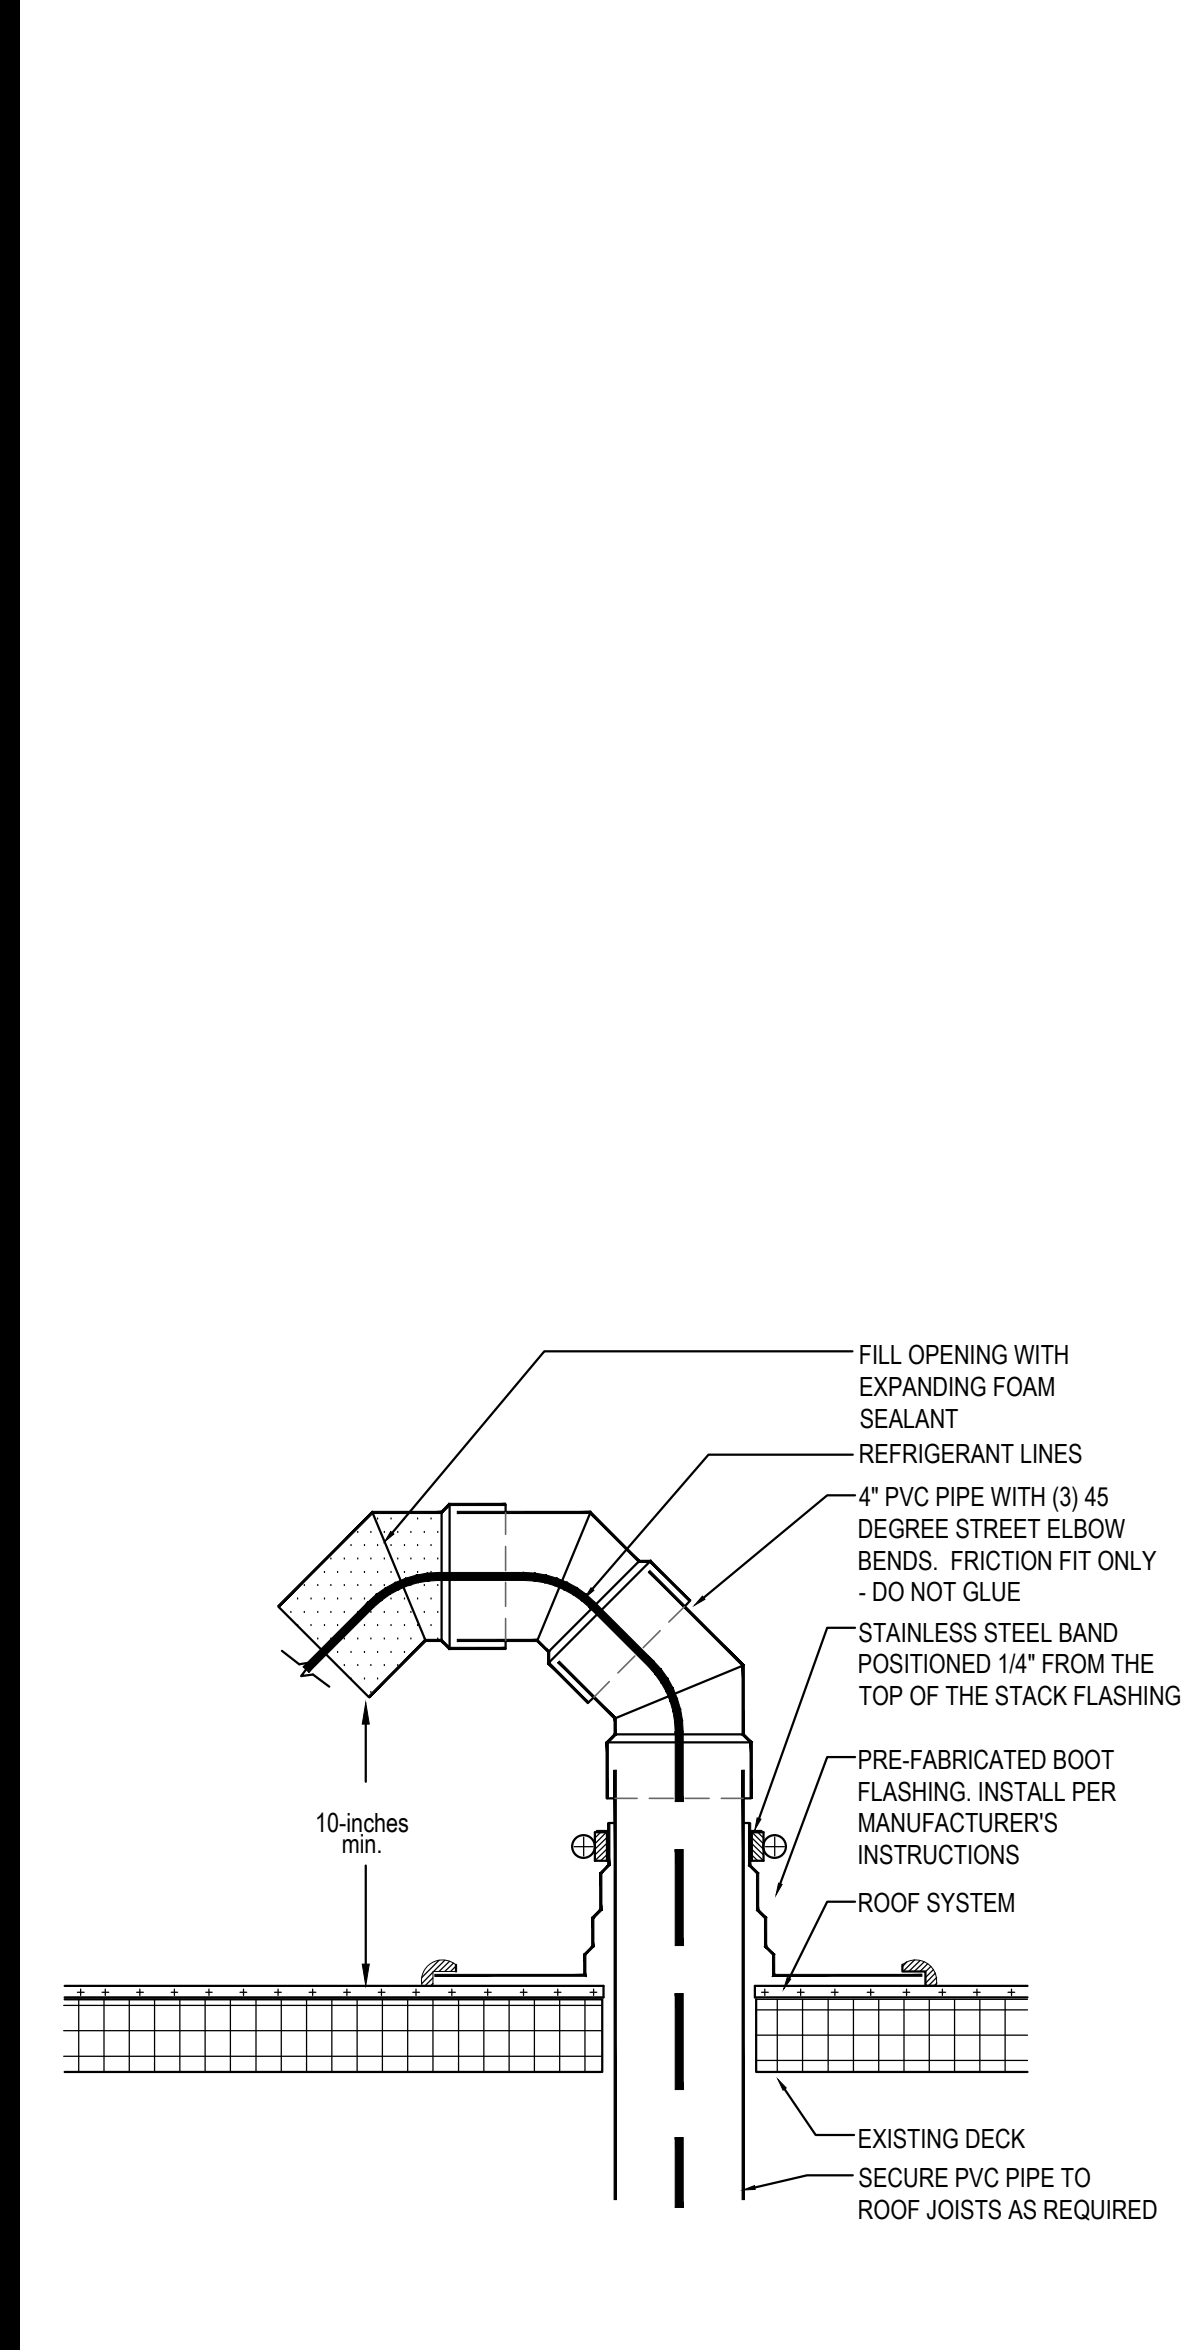 FILL OPENING WITH
EXPANDING FOAM
SEALANT
REFRIGERANT LINES
4" PVC PIPE WITH (3) 45
DEGREE STREET ELBOW
BENDS.  FRICTION FIT ONLY
- DO NOT GLUE
STAINLESS STEEL BAND
POSITIONED 1/4" FROM THE
TOP OF THE STACK FLASHING
PRE-FABRICATED BOOT
FLASHING. INSTALL PER
MANUFACTURER'S
INSTRUCTIONS
10-inches
min.
ROOF SYSTEM
EXISTING DECK
SECURE PVC PIPE TO
ROOF JOISTS AS REQUIRED